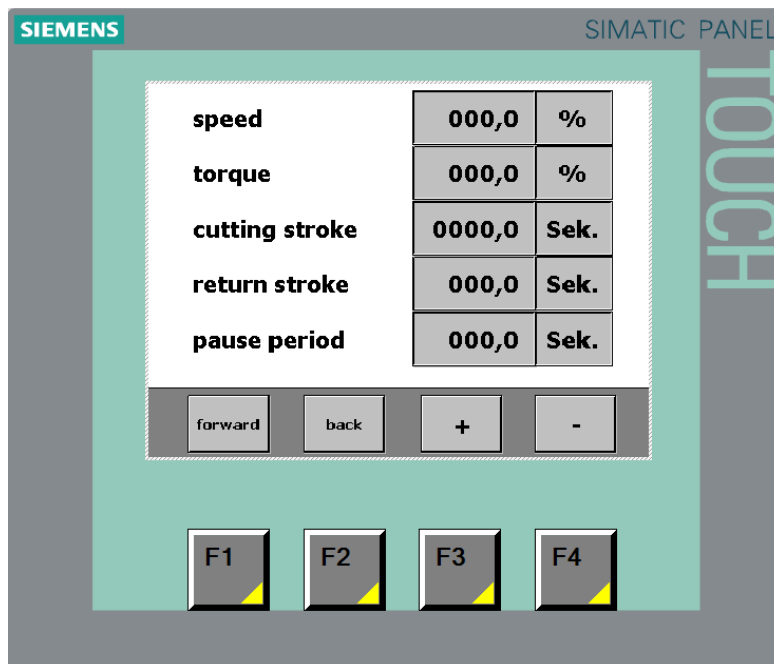 SIEMENS
SIMATIC PANEL
TOUCH
speed 000,0 %
torque 000,0 %
cutting stroke 0000,0 Sek.
return stroke 000,0 Sek.
pause period 000,0 Sek.
forward back + -
F1 F2 F3 F4